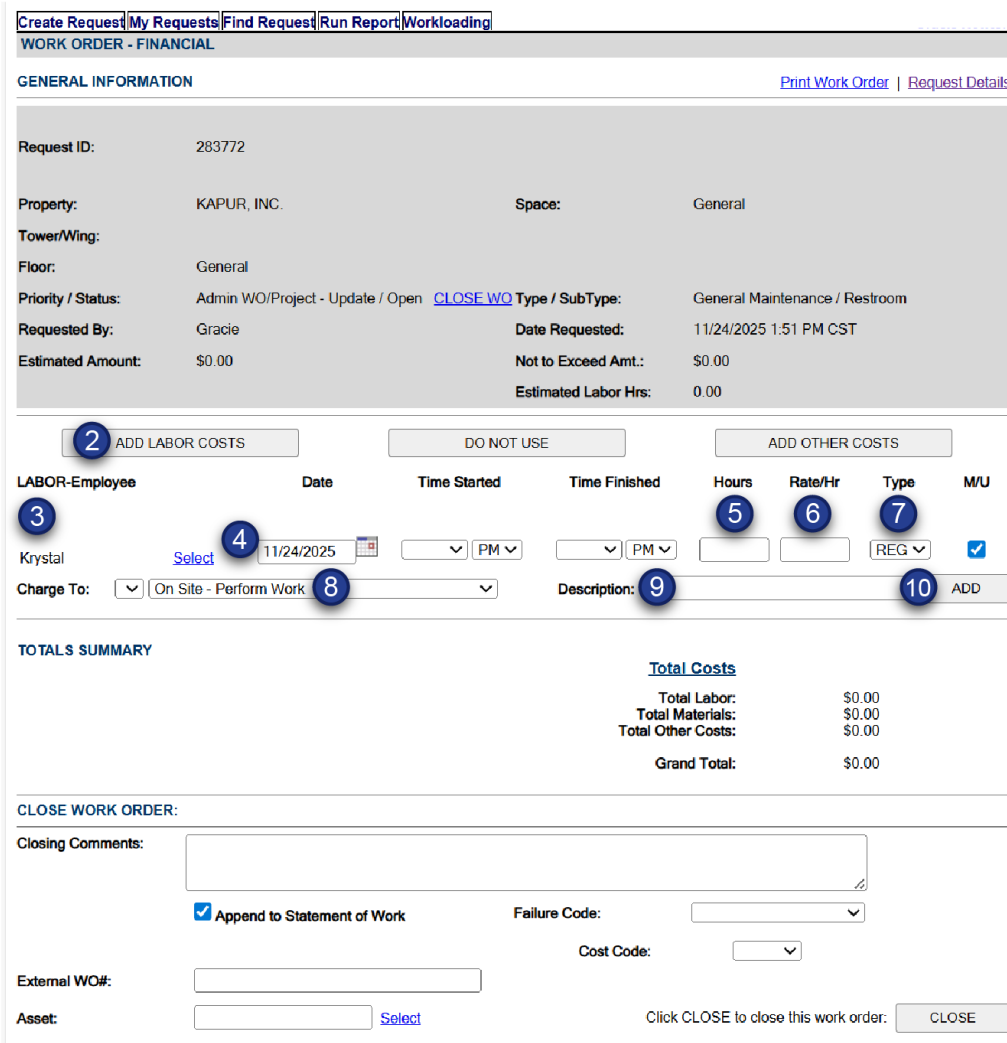 Create Request My Requests Find Request Run Report Workloading
WORK ORDER - FINANCIAL
GENERAL INFORMATION Print Work Order | Request Details
Request ID: 283772
Property: KAPUR, INC. Space: General
Tower/Wing:
Floor: General
Priority / Status: Admin WO/Project - Update / Open CLOSE WO Type / SubType: General Maintenance / Restroom
Requested By: Gracie Date Requested: 11/24/2025 1:51 PM CST
Estimated Amount: $0.00 Not to Exceed Amt.: $0.00
Estimated Labor Hrs: 0.00
2 ADD LABOR COSTS DO NOT USE ADD OTHER COSTS
LABOR-Employee Date Time Started Time Finished Hours Rate/Hr Type M/U
3 5 6 7
Krystal Select 4 11/24/2025 PM PM REG
Charge To: On Site - Perform Work 8 Description: 9 10 ADD
TOTALS SUMMARY
Total Costs
Total Labor: $0.00
Total Materials: $0.00
Total Other Costs: $0.00
Grand Total: $0.00
CLOSE WORK ORDER:
Closing Comments:
Append to Statement of Work Failure Code:
Cost Code:
External WO#:
Asset: Select Click CLOSE to close this work order: CLOSE